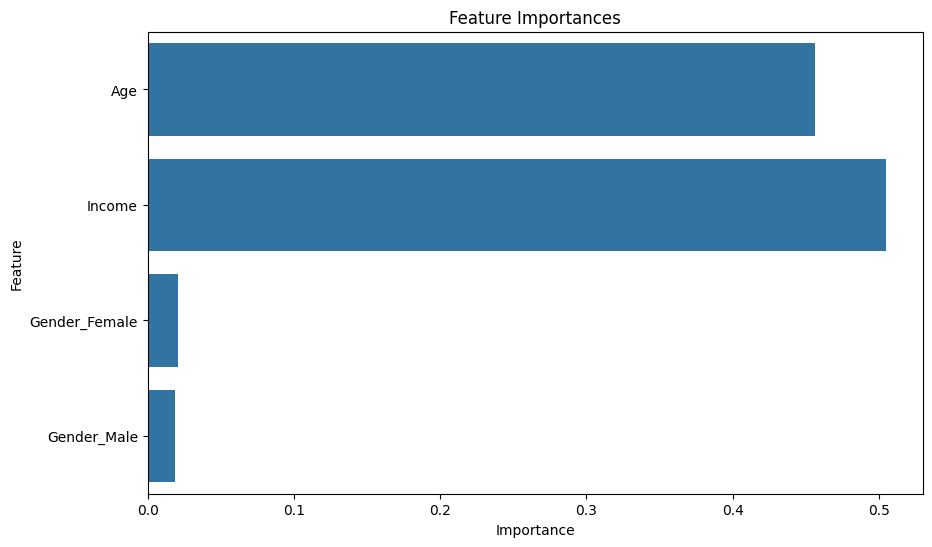 Feature Importances
Feature
Age
Income
Gender_Female
Gender_Male
0.0 0.1 0.2 0.3 0.4 0.5
Importance